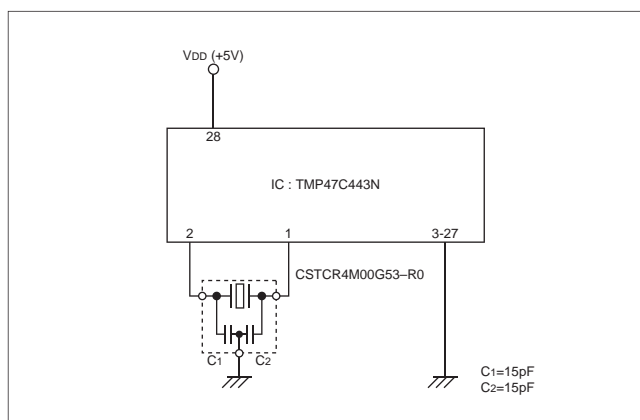 VDD (+5V)
28
IC : TMP47C443N
2 1 3-27
CSTCR4M00G53–R0
C1 C2
C1=15pF
C2=15pF